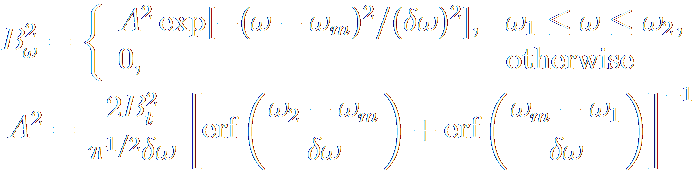 B_ω^2 = { A^2 exp[−(ω − ω_m)^2/(δω)^2], ω_1 ≤ ω ≤ ω_2,
0, otherwise
A^2 = 2B_t^2 / π^{1/2}δω [erf((ω_2 − ω_m)/δω) + erf((ω_m − ω_1)/δω)]^{−1}